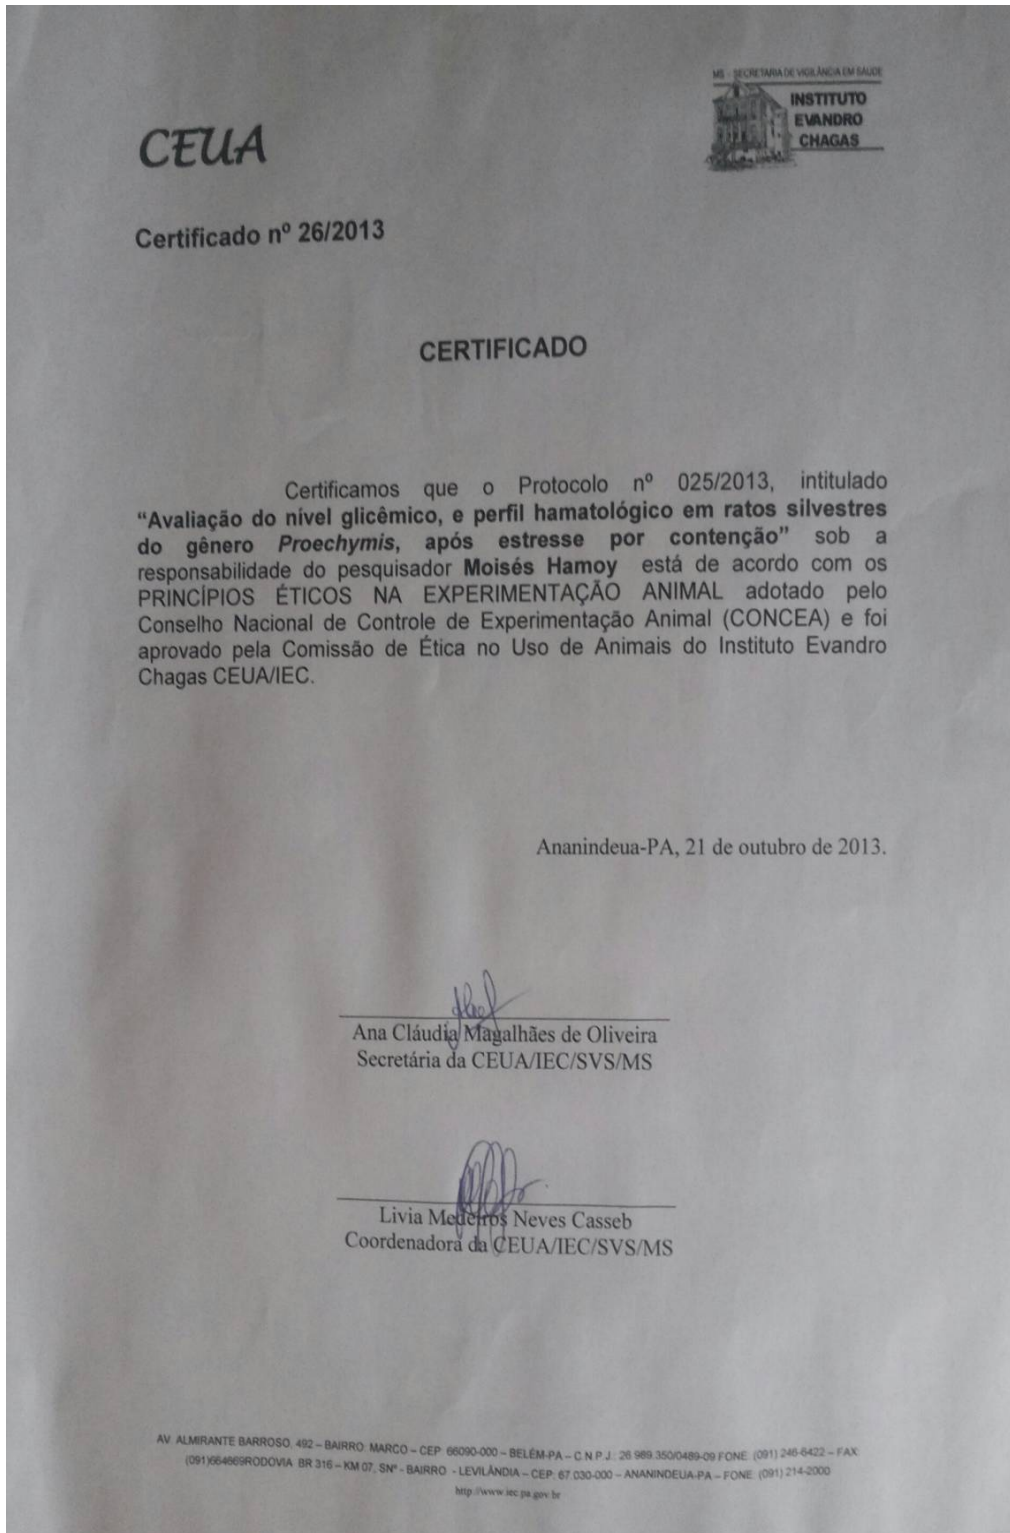 MS - SECRETARIA DE VIGILÂNCIA EM SAÚDE
INSTITUTO
EVANDRO
CHAGAS
CEUA
Certificado nº 26/2013
CERTIFICADO
Certificamos que o Protocolo nº 025/2013, intitulado
“Avaliação do nível glicêmico, e perfil hamatológico em ratos silvestres
do gênero Proechymis, após estresse por contenção” sob a
responsabilidade do pesquisador Moisés Hamoy está de acordo com os
PRINCÍPIOS ÉTICOS NA EXPERIMENTAÇÃO ANIMAL adotado pelo
Conselho Nacional de Controle de Experimentação Animal (CONCEA) e foi
aprovado pela Comissão de Ética no Uso de Animais do Instituto Evandro
Chagas CEUA/IEC.
Ananindeua-PA, 21 de outubro de 2013.
Ana Cláudia Magalhães de Oliveira
Secretária da CEUA/IEC/SVS/MS
Livia Medeiros Neves Casseb
Coordenadora da CEUA/IEC/SVS/MS
AV. ALMIRANTE BARROSO, 492 – BAIRRO: MARCO – CEP: 66090-000 – BELÉM-PA – C.N.P.J.: 26.989.350/0489-09 FONE: (091) 246-6422 – FAX:
(091)664669RODOVIA BR 316 – KM 07, SNº - BAIRRO - LEVILÂNDIA – CEP: 67.030-000 – ANANINDEUA-PA – FONE: (091) 214-2000
http://www.iec.pa.gov.br